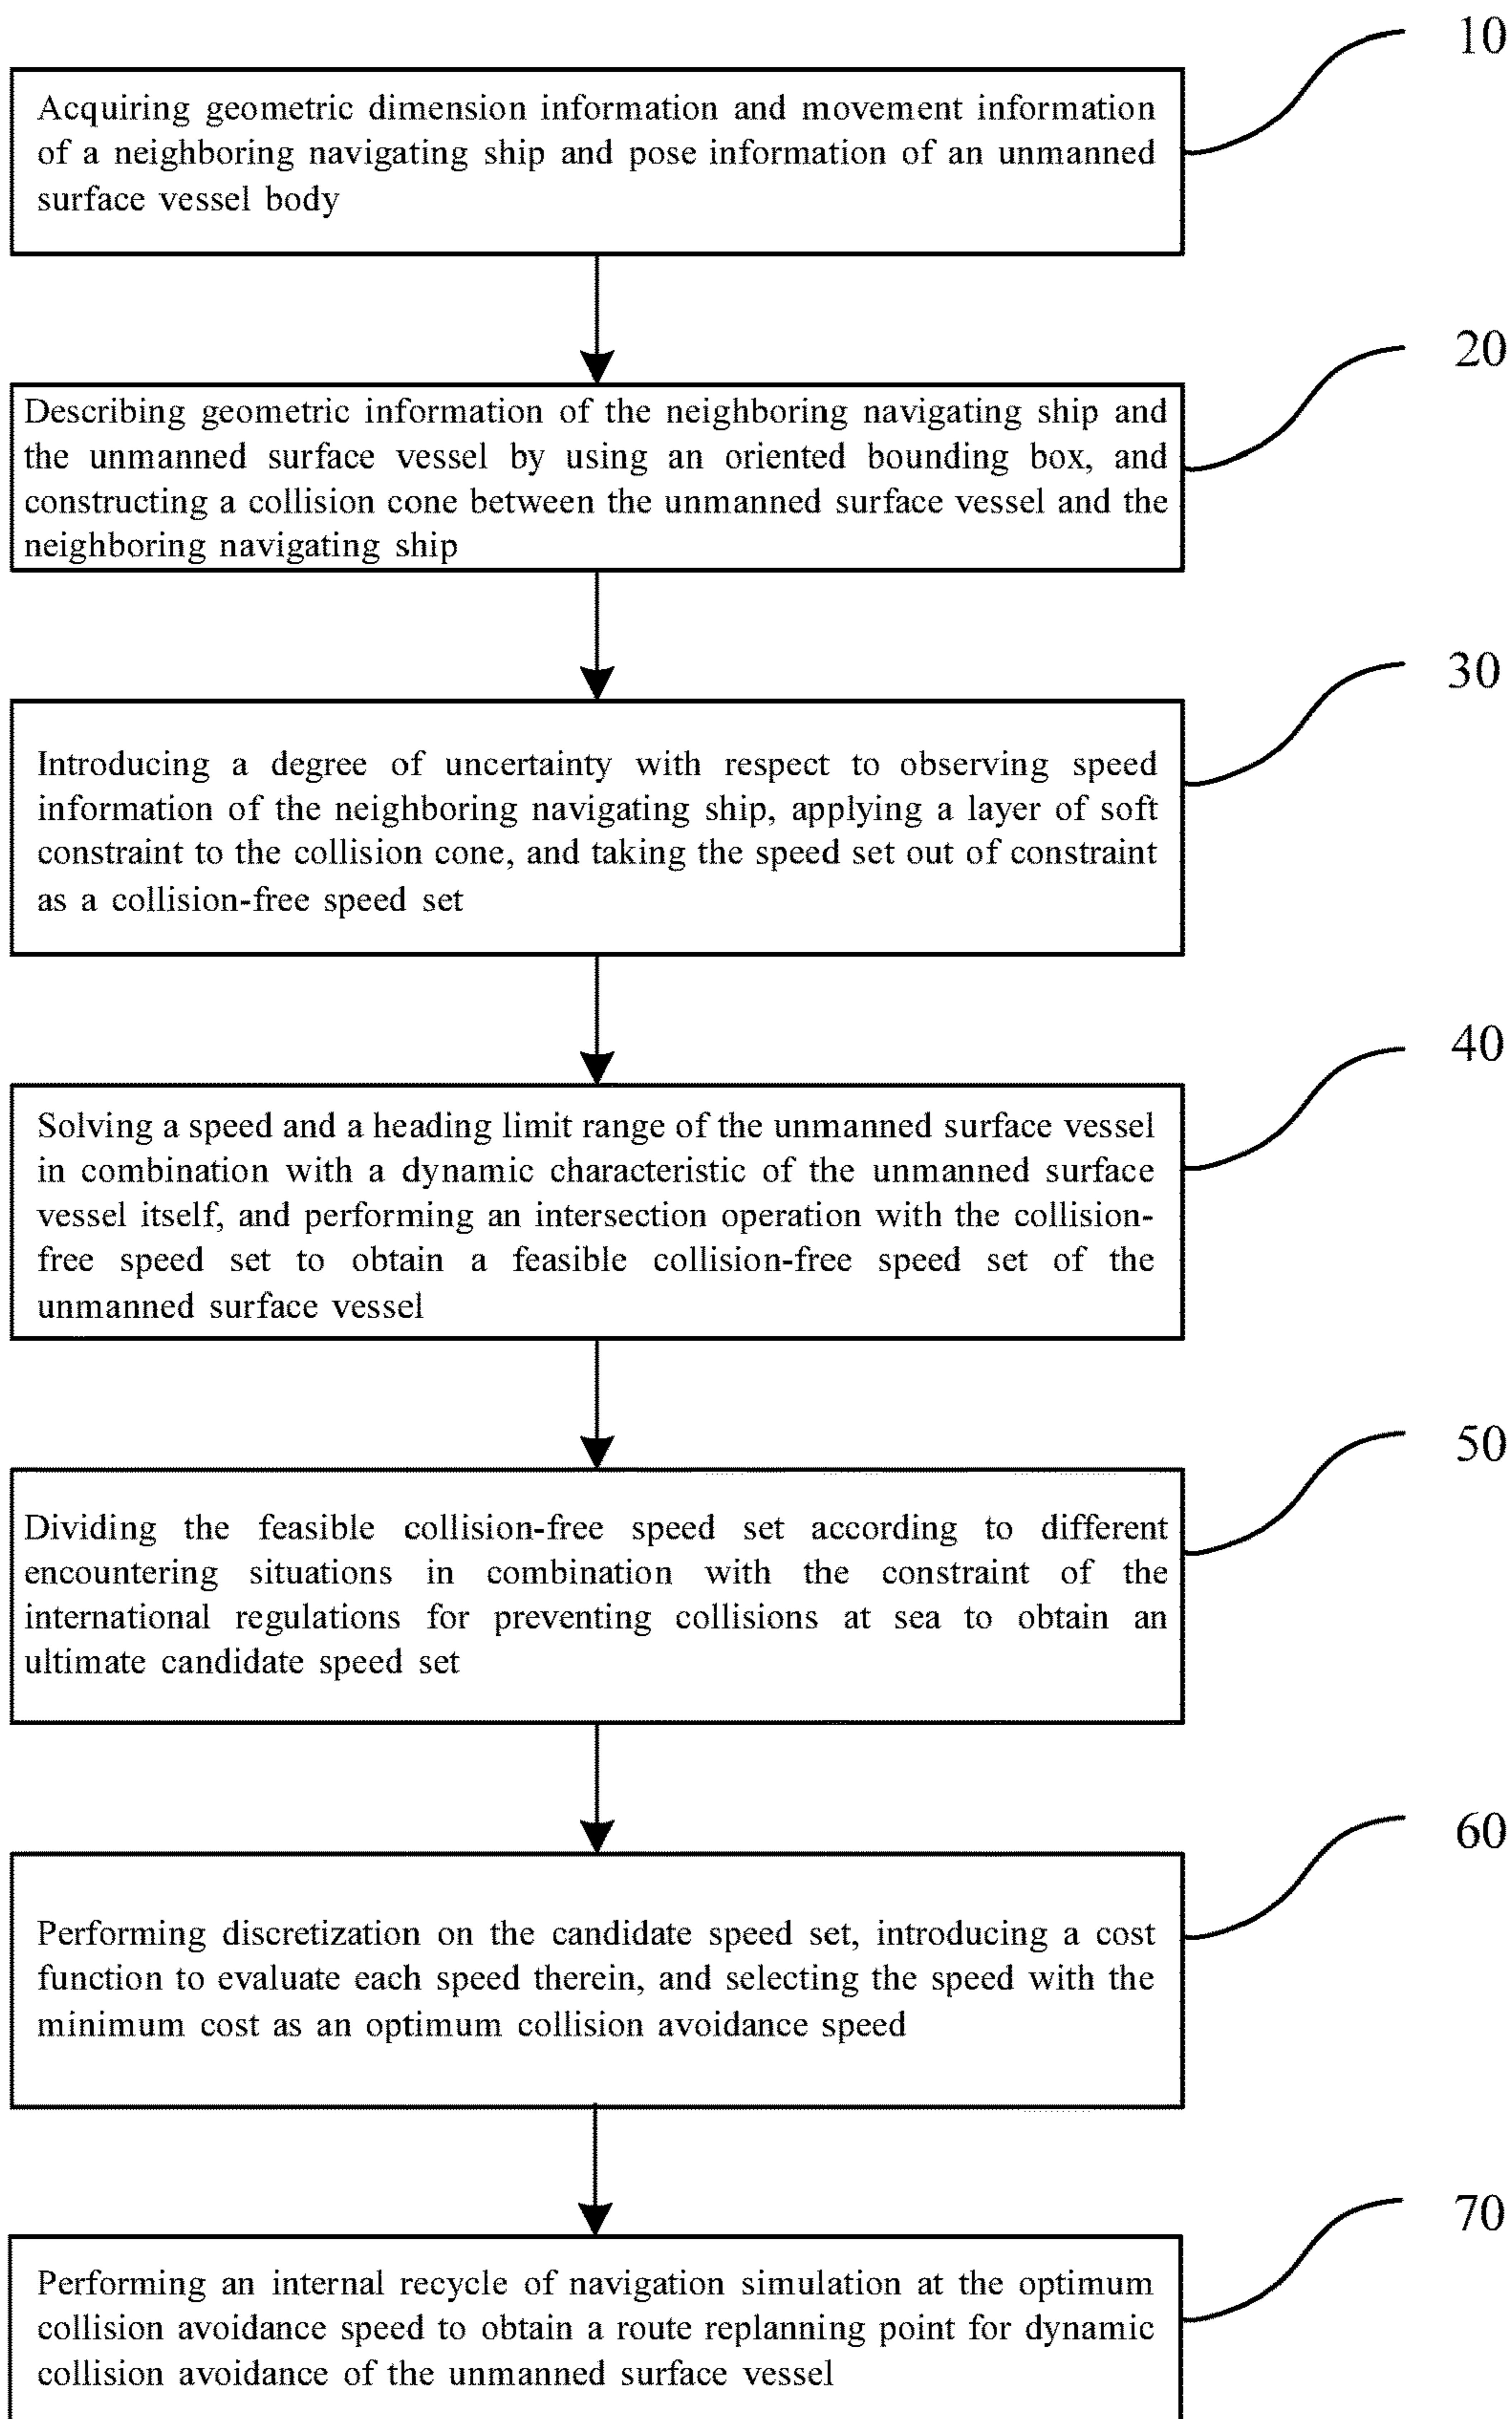 10
Acquiring geometric dimension information and movement information
of a neighboring navigating ship and pose information of an unmanned
surface vessel body
20
Describing geometric information of the neighboring navigating ship and
the unmanned surface vessel by using an oriented bounding box, and
constructing a collision cone between the unmanned surface vessel and the
neighboring navigating ship
30
Introducing a degree of uncertainty with respect to observing speed
information of the neighboring navigating ship, applying a layer of soft
constraint to the collision cone, and taking the speed set out of constraint
as a collision-free speed set
40
Solving a speed and a heading limit range of the unmanned surface vessel
in combination with a dynamic characteristic of the unmanned surface
vessel itself, and performing an intersection operation with the collision-
free speed set to obtain a feasible collision-free speed set of the
unmanned surface vessel
50
Dividing the feasible collision-free speed set according to different
encountering situations in combination with the constraint of the
international regulations for preventing collisions at sea to obtain an
ultimate candidate speed set
60
Performing discretization on the candidate speed set, introducing a cost
function to evaluate each speed therein, and selecting the speed with the
minimum cost as an optimum collision avoidance speed
70
Performing an internal recycle of navigation simulation at the optimum
collision avoidance speed to obtain a route replanning point for dynamic
collision avoidance of the unmanned surface vessel